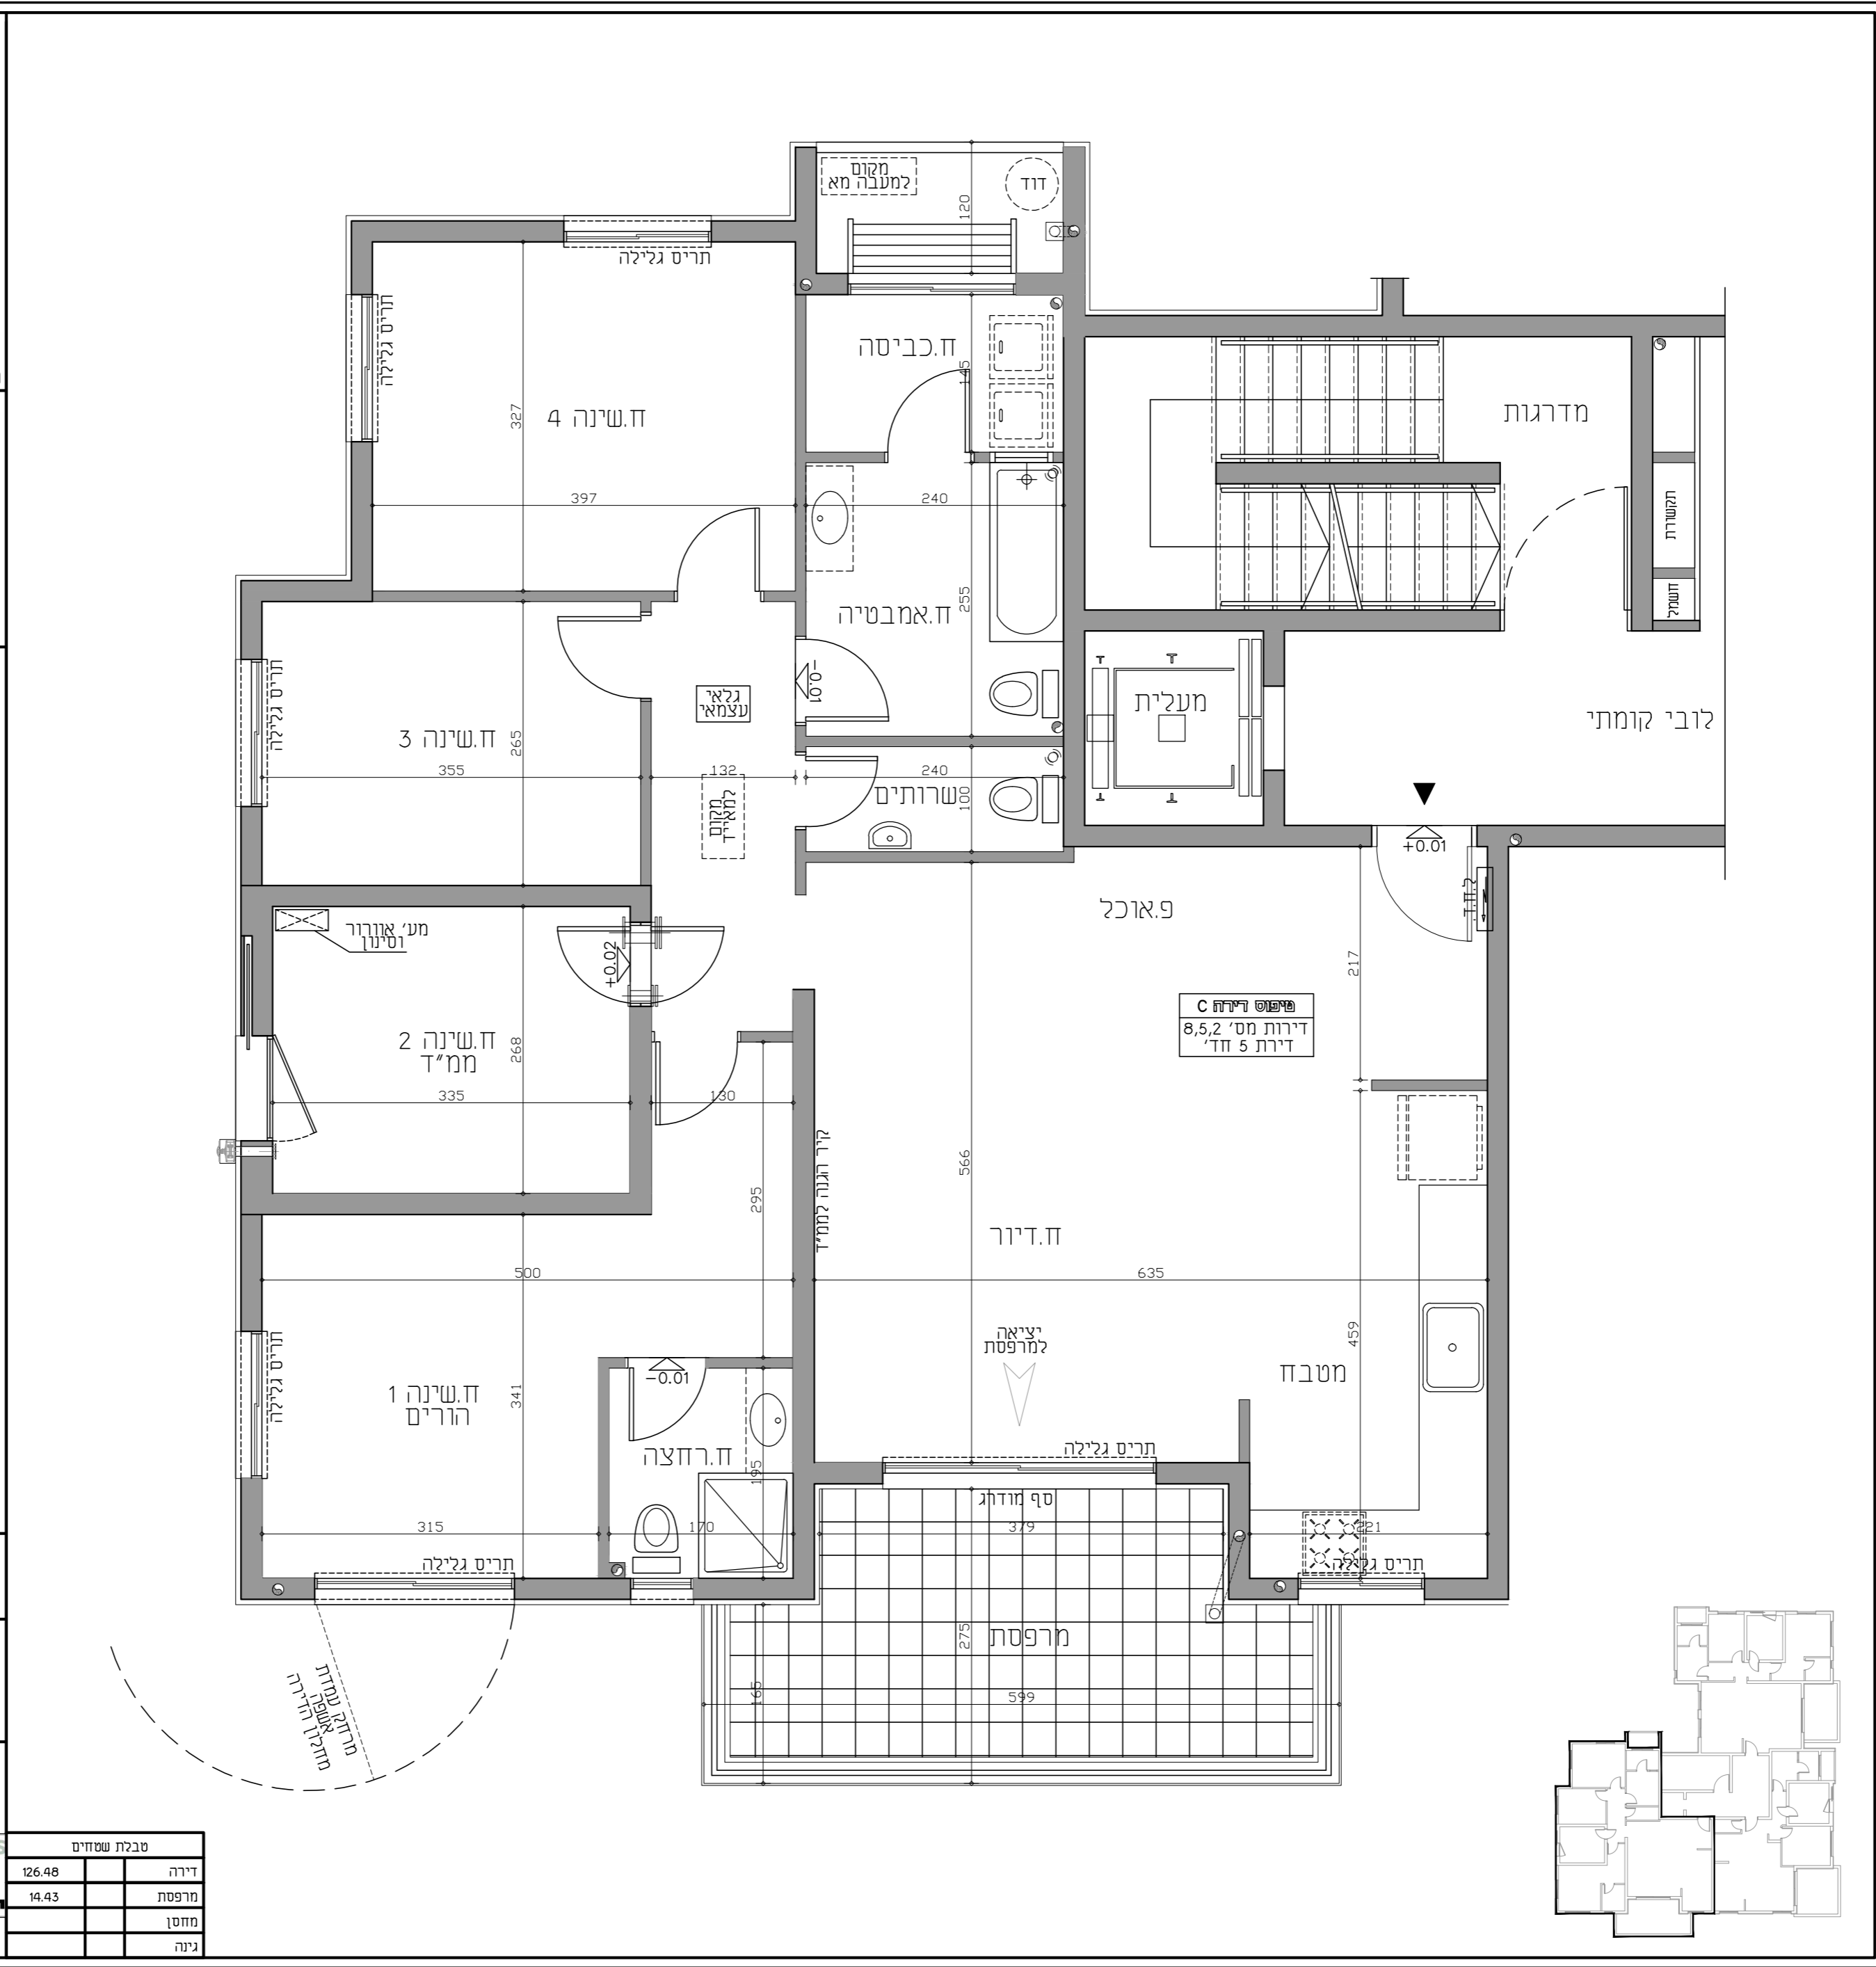 מקום
למעבה מא
דוד
120
תריס גלילה
תריס גלילה
ח.כביסה
145
ח.שינה 4
327
397
240
255
ח.אמבטיה
-0.01
מדרגות
תקשורת
חשמל
מעלית
לובי קומתי
+0.01
תריס גלילה
ח.שינה 3
265
355
גלאי
עצמאי
132
מקום
למאייד
240
שרותים
100
פ.אוכל
ל.ח.ד
217
מע' אוורור
וסינון
+0.02
ח.שינה 2
ממ"ד
268
335
130
טיפוס דירה C
דירות מס' 8,5,2
דירת 5 חד'
קיר הגנה לממ"ד
566
295
ח.דיור
500
635
יציאה
למרפסת
459
מטבח
תריס גלילה
ח.שינה 1
הורים
341
-0.01
ח.רחצה
195
תריס גלילה
סף מודרג
379
315
170
221
תריס גלילה
תריס גלילה
מרפסת
275
165
599
מרחק עמדת
אשפה
מחלון הדירה
טבלת שטחים
דירה 126.48
מרפסת 14.43
מחסן
גינה